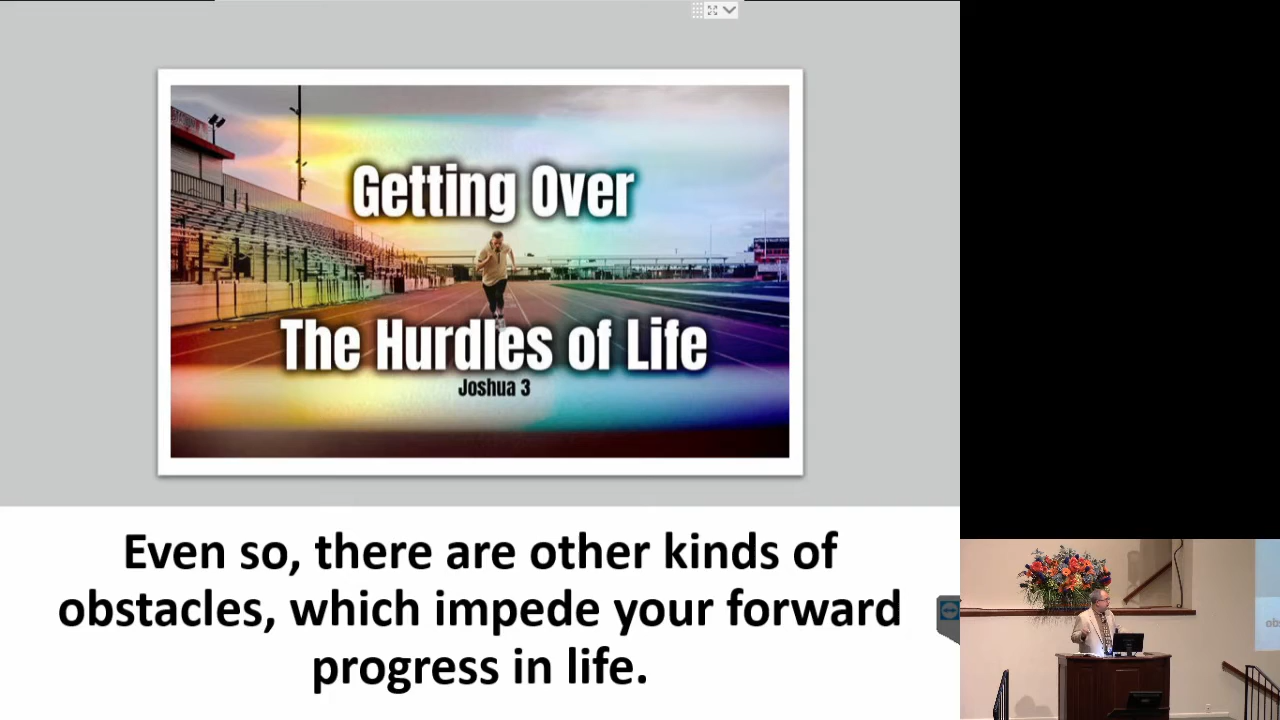 Getting Over
The Hurdles of Life
Joshua 3
Even so, there are other kinds of
obstacles, which impede your forward
progress in life.